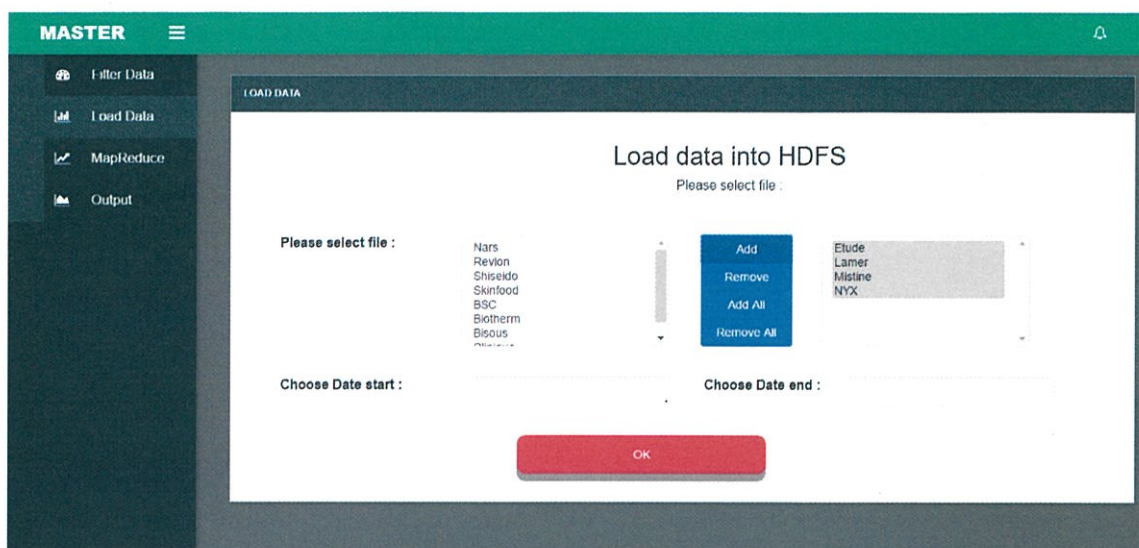 MASTER
Filter Data
Load Data
MapReduce
Output
LOAD DATA
Load data into HDFS
Please select file :
Please select file :
Nars
Revlon
Shiseido
Skinfood
BSC
Biotherm
Bisous
Add
Remove
Add All
Remove All
Etude
Lamer
Mistine
NYX
Choose Date start :
Choose Date end :
OK